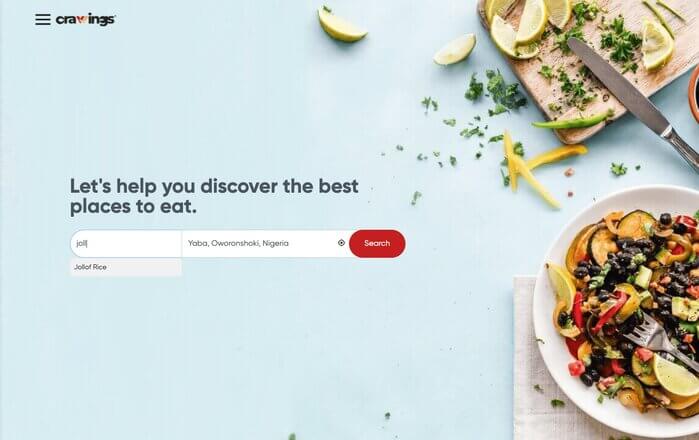 cravings
Let's help you discover the best
places to eat.
joll
Yaba, Oworonshoki, Nigeria
Search
Jollof Rice